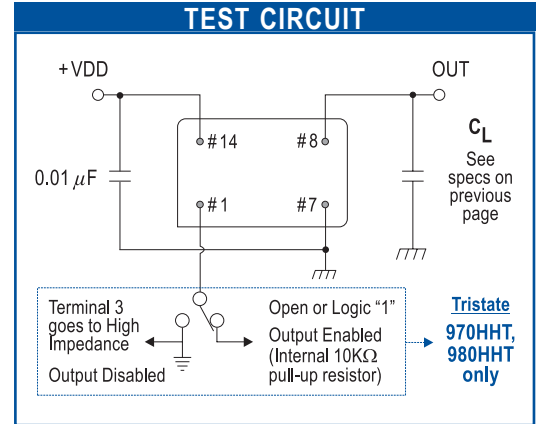 TEST CIRCUIT
+VDD
OUT
#14
#8
0.01 µF
CL
See
specs on
previous
page
#1
#7
Terminal 3
goes to High
Impedance
Output Disabled
Open or Logic “1”
Output Enabled
(Internal 10KΩ
pull-up resistor)
Tristate
970HHT,
980HHT
only